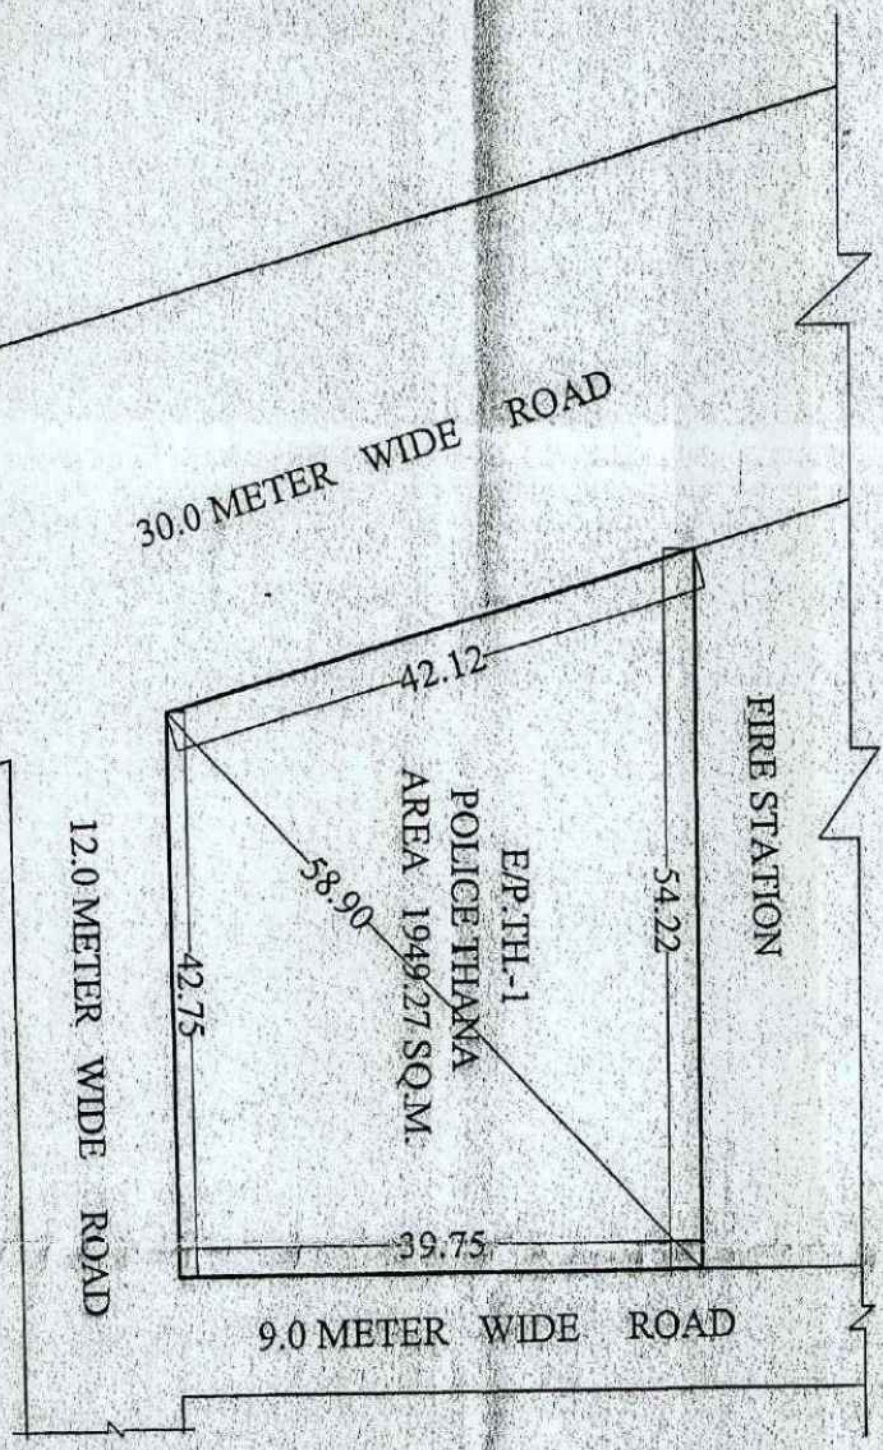 30.0 METER WIDE ROAD
42.12
FIRE STATION
54.22
E/P.TH.-1
POLICE THANA
AREA 1949.27 SQ.M.
58.90
42.75
12.0 METER WIDE ROAD
39.75
9.0 METER WIDE ROAD